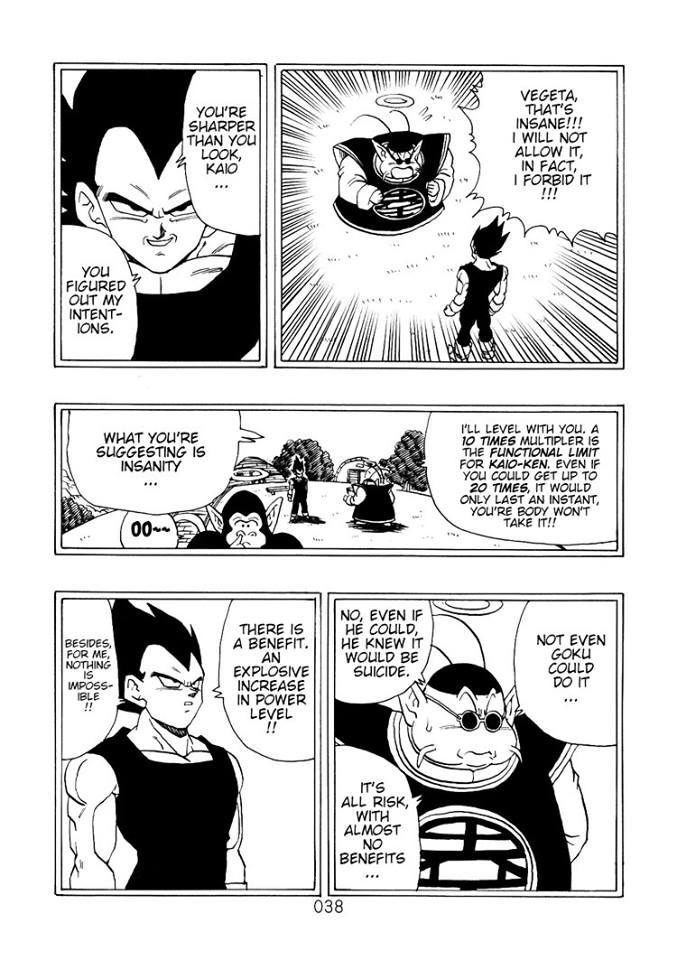 VEGETA,
THAT'S
INSANE!!!
I WILL NOT
ALLOW IT,
IN FACT,
I FORBID IT
!!!
YOU'RE
SHARPER
THAN YOU
LOOK,
KAIO
...
YOU
FIGURED
OUT MY
INTENT-
IONS.
I'LL LEVEL WITH YOU. A
10 TIMES MULTIPLER IS
THE FUNCTIONAL LIMIT
FOR KAIO-KEN. EVEN IF
YOU COULD GET UP TO
20 TIMES, IT WOULD
ONLY LAST AN INSTANT,
YOU'RE BODY WON'T
TAKE IT!!
WHAT YOU'RE
SUGGESTING IS
INSANITY
...
OO~~
NOT EVEN
GOKU
COULD
DO IT
...
NO, EVEN IF
HE COULD,
HE KNEW IT
WOULD BE
SUICIDE.
IT'S
ALL RISK,
WITH
ALMOST
NO
BENEFITS
...
THERE IS
A BENEFIT.
AN
EXPLOSIVE
INCREASE
IN POWER
LEVEL
!!
BESIDES,
FOR ME,
NOTHING
IS
IMPOSS-
IBLE
!!
038